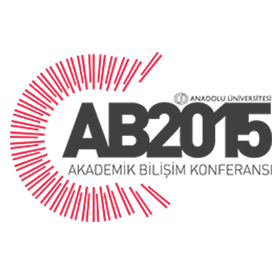 ANADOLU ÜNİVERSİTESİ
AB2015
AKADEMİK BİLİŞİM KONFERANSI